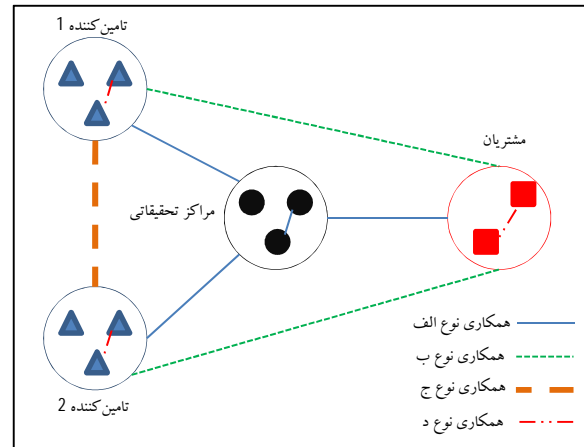 تامین‌کننده 1
مشتریان
مراکز تحقیقاتی
همکاری نوع الف
همکاری نوع ب
همکاری نوع ج
همکاری نوع د
تامین‌کننده 2